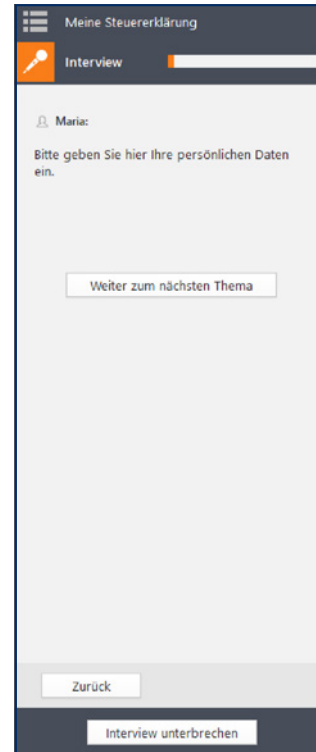 Meine Steuererklärung
Interview
Maria:
Bitte geben Sie hier Ihre persönlichen Daten
ein.
Weiter zum nächsten Thema
Zurück
Interview unterbrechen